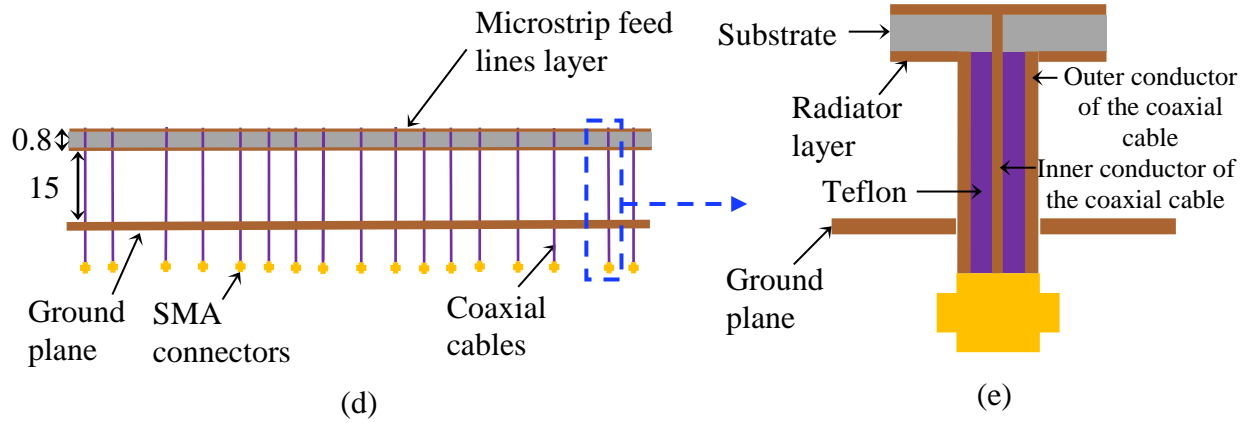 Microstrip feed
lines layer
0.8
15
Ground
plane
SMA
connectors
Coaxial
cables
(d)
Substrate
Radiator
layer
Outer conductor
of the coaxial
cable
Inner conductor of
the coaxial cable
Teflon
Ground
plane
(e)